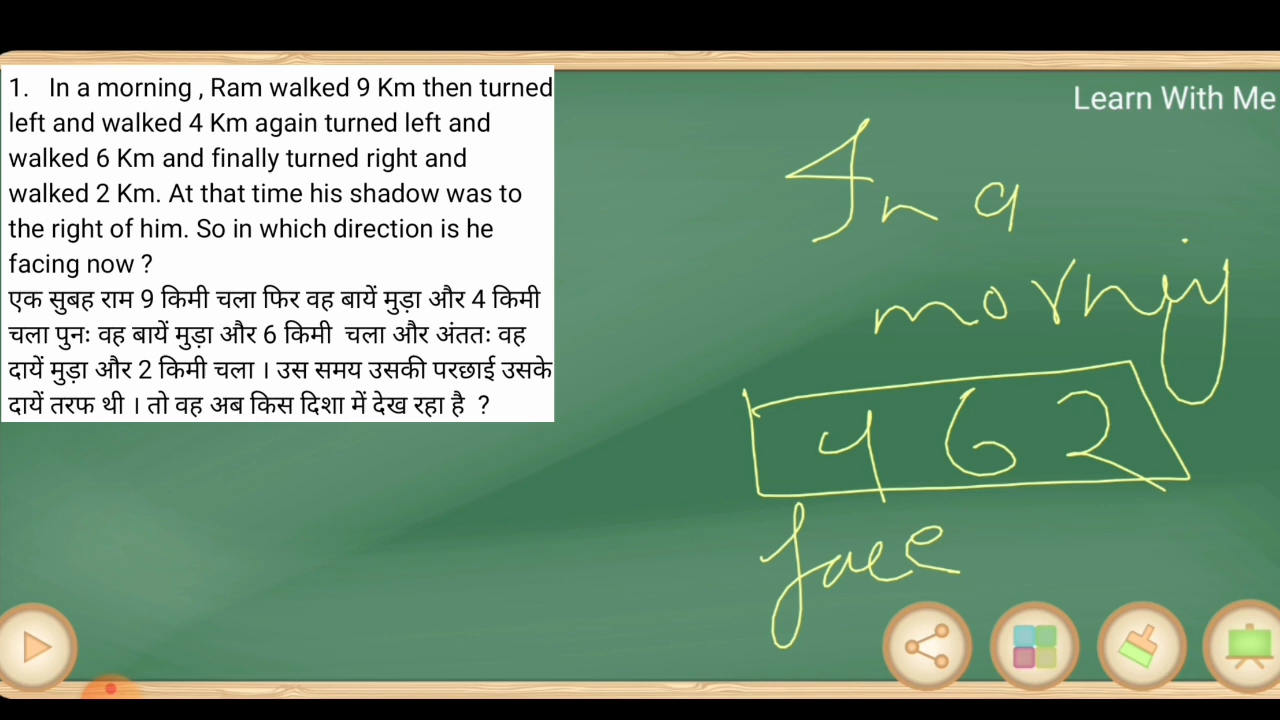 1. In a morning , Ram walked 9 Km then turned
left and walked 4 Km again turned left and
walked 6 Km and finally turned right and
walked 2 Km. At that time his shadow was to
the right of him. So in which direction is he
facing now ?
एक सुबह राम 9 किमी चला फिर वह बायें मुड़ा और 4 किमी
चला पुनः वह बायें मुड़ा और 6 किमी चला और अंततः वह
दायें मुड़ा और 2 किमी चला । उस समय उसकी परछाई उसके
दायें तरफ थी । तो वह अब किस दिशा में देख रहा है ?
Learn With Me
In a
morning
4 6 2
face